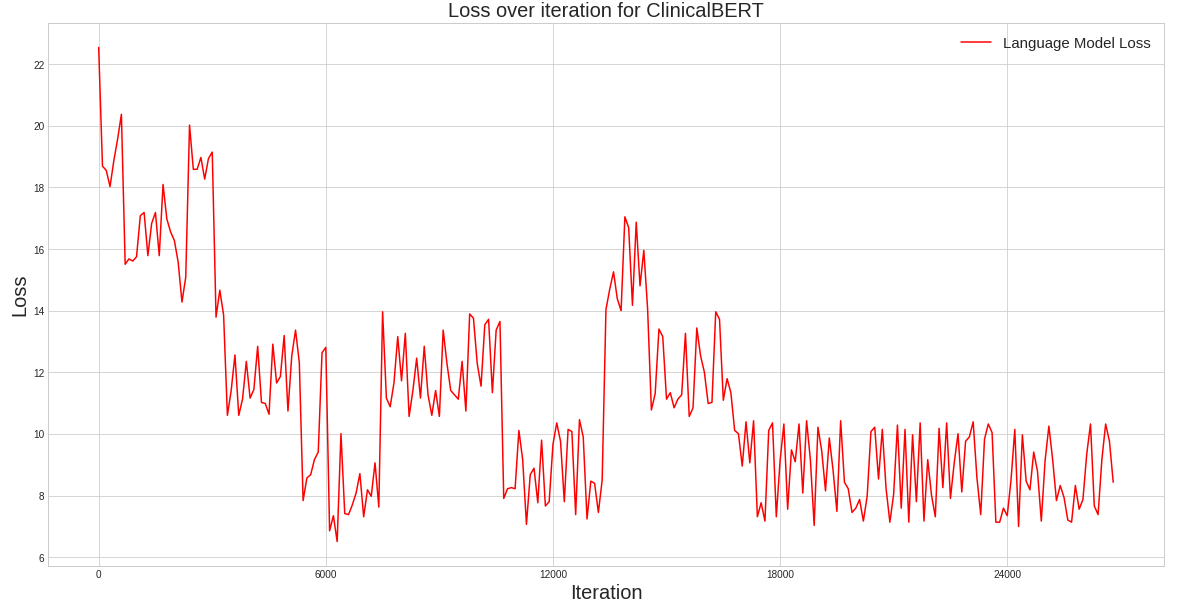 Loss over iteration for ClinicalBERT
Language Model Loss
Loss
22
20
18
16
14
12
10
8
6
0 6000 12000 18000 24000
Iteration